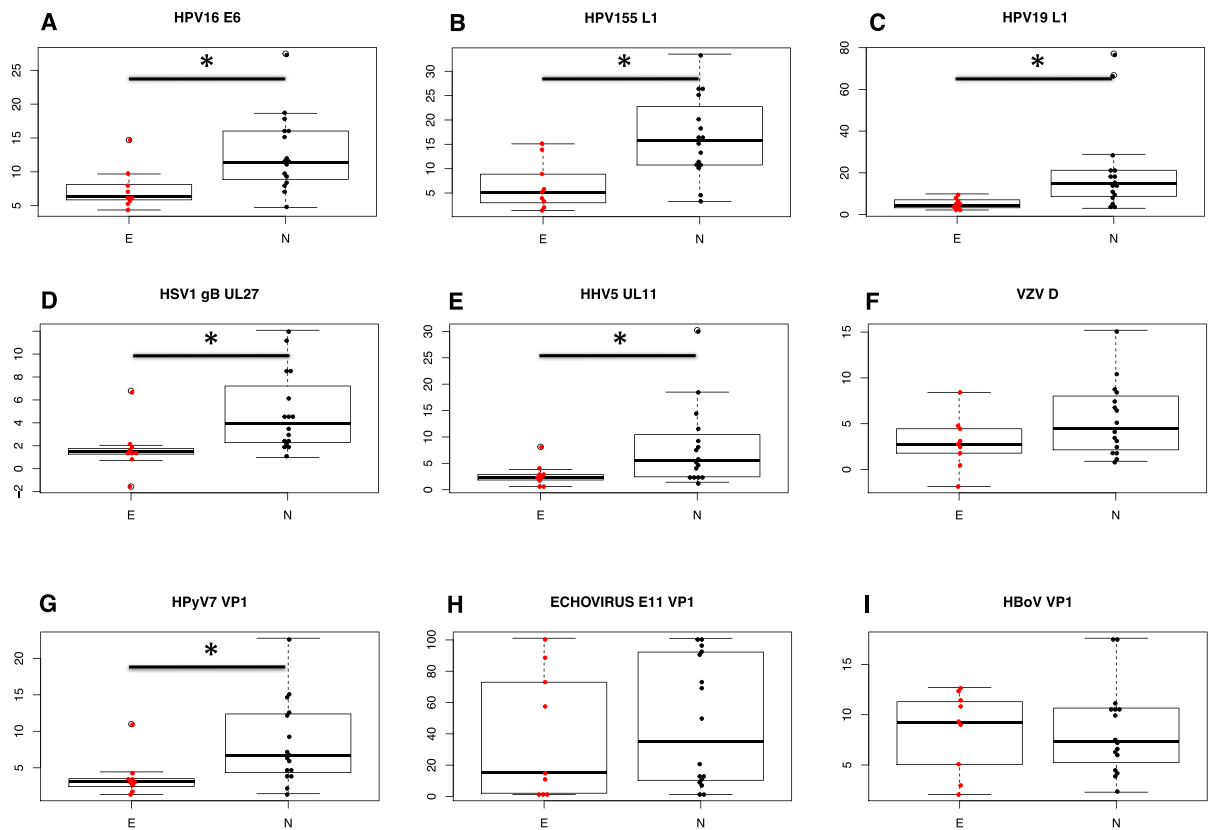 A HPV16 E6
B HPV155 L1
C HPV19 L1
25
20
15
10
5
*
E N
30
25
20
15
10
5
*
E N
80
60
40
20
0
*
E N
D HSV1 gB UL27
E HHV5 UL11
F VZV D
10
8
6
4
2
0
−2
*
E N
30
25
20
15
10
5
0
*
E N
15
10
5
0
E N
G HPyV7 VP1
H ECHOVIRUS E11 VP1
I HBoV VP1
20
15
10
5
*
E N
100
80
60
40
20
0
E N
15
10
5
E N